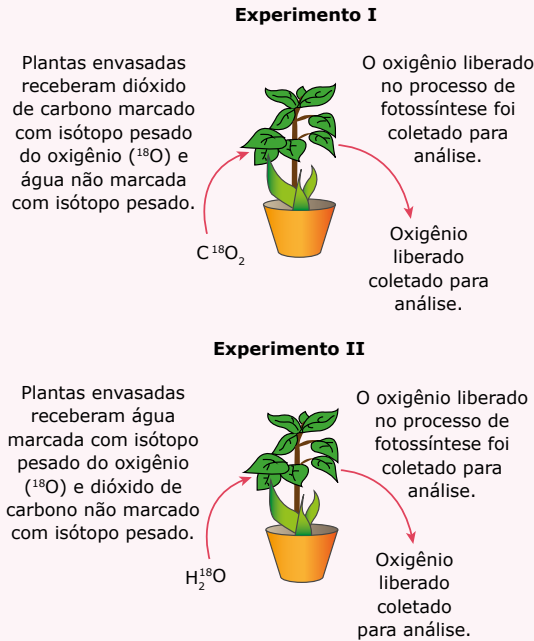 Experimento I
Plantas envasadas
receberam dióxido
de carbono marcado
com isótopo pesado
do oxigênio (¹⁸O) e
água não marcada
com isótopo pesado.
C¹⁸O₂
O oxigênio liberado
no processo de
fotossíntese foi
coletado para
análise.
Oxigênio
liberado
coletado para
análise.
Experimento II
Plantas envasadas
receberam água
marcada com isótopo
pesado do oxigênio
(¹⁸O) e dióxido de
carbono não marcado
com isótopo pesado.
H₂¹⁸O
O oxigênio liberado
no processo de
fotossíntese foi
coletado para
análise.
Oxigênio
liberado
coletado
para análise.